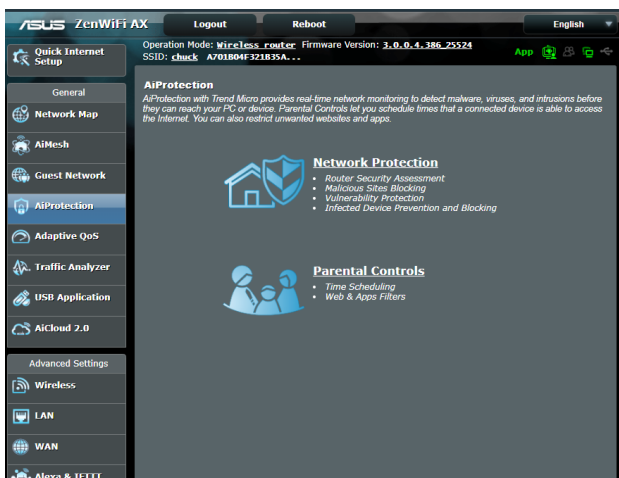 ASUS ZenWiFi AX Logout Reboot English
Quick Internet
Setup
Operation Mode: Wireless router Firmware Version: 3.0.0.4.386_25524
SSID: chuck A701B04F321B35A...
App
General
Network Map
AiMesh
Guest Network
AiProtection
Adaptive QoS
Traffic Analyzer
USB Application
AiCloud 2.0
Advanced Settings
Wireless
LAN
WAN
Alexa & IFTTT
AiProtection
AiProtection with Trend Micro provides real-time network monitoring to detect malware, viruses, and intrusions before
they can reach your PC or device. Parental Controls let you schedule times that a connected device is able to access
the Internet. You can also restrict unwanted websites and apps.
Network Protection
• Router Security Assessment
• Malicious Sites Blocking
• Vulnerability Protection
• Infected Device Prevention and Blocking
Parental Controls
• Time Scheduling
• Web & Apps Filters